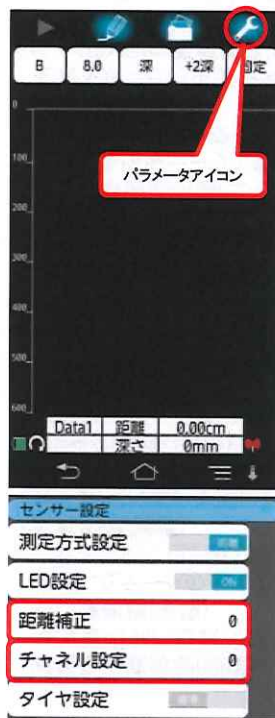 B 8.0 深 +2深 固定
0
パラメータアイコン
100
200
300
400
500
600
Data1 距離 0.00cm
深さ 0mm
センサー設定
測定方式設定 距離
LED設定 ON
距離補正 0
チャネル設定 0
タイヤ設定